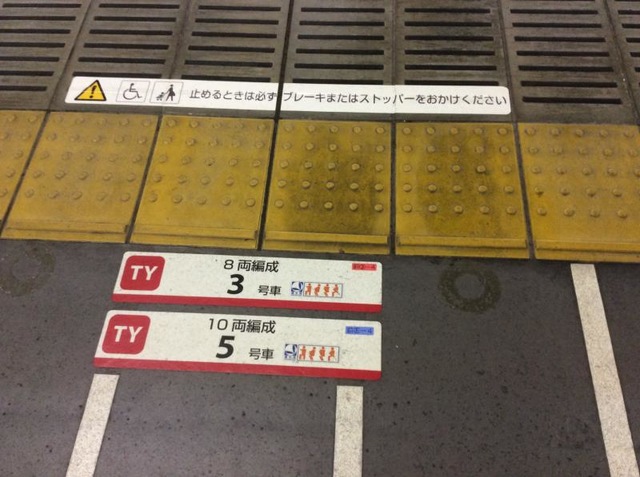 止めるときは必ずブレーキまたはストッパーをおかけください
TY
8両編成
3号車
TY
10両編成
5号車